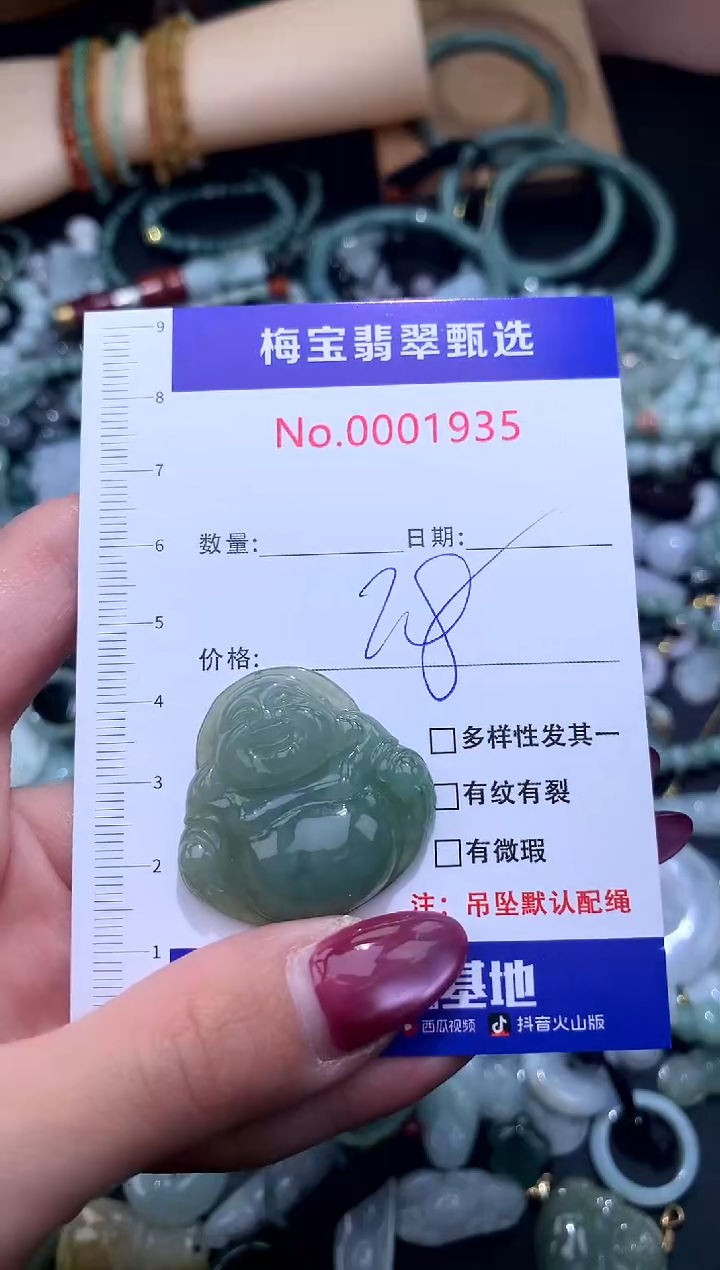 梅宝翡翠甄选
No.0001935
9
8
7
6
5
4
3
2
1
数量: 日期:
28
价格:
多样性发其一
有纹有裂
有微瑕
注: 吊坠默认配绳
基地
西瓜视频 抖音火山版